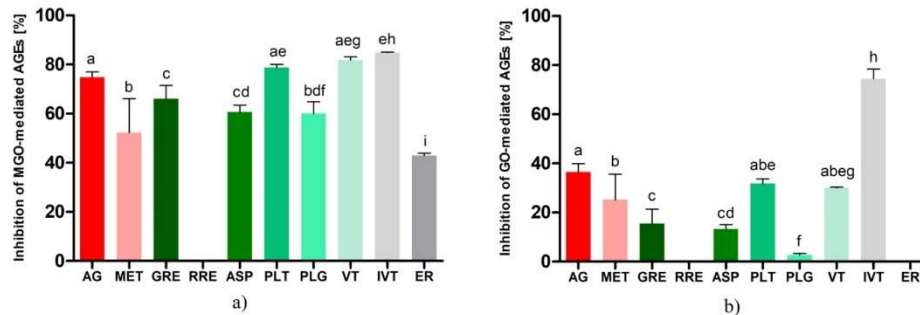 Inhibition of MGO-mediated AGEs [%]
100
80
60
40
20
0
a
b
c
cd
ae
bdf
aeg
eh
i
AG MET GRE RRE ASP PLT PLG VT IVT ER
a)
Inhibition of GO-mediated AGEs [%]
100
80
60
40
20
0
a
b
c
cd
abe
f
abeg
h
AG MET GRE RRE ASP PLT PLG VT IVT ER
b)